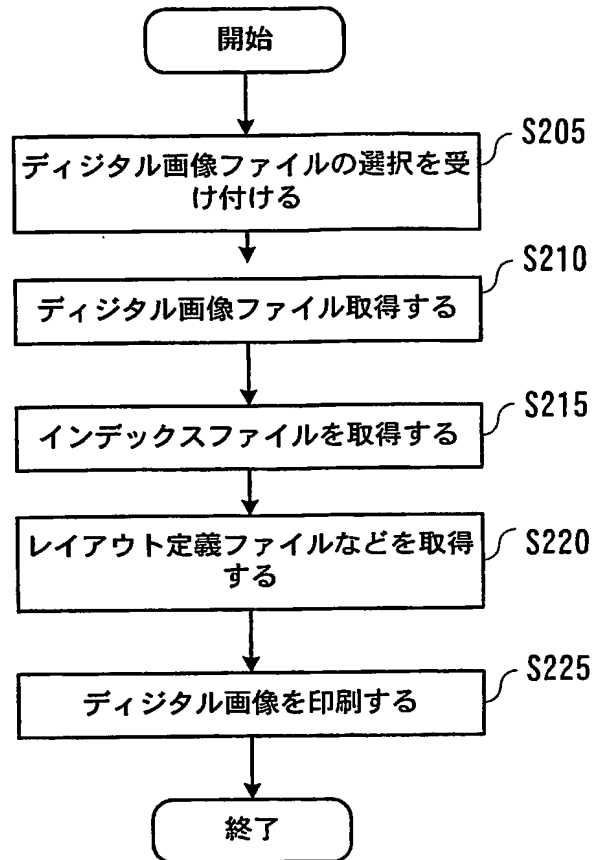 開始
S205
ディジタル画像ファイルの選択を受
け付ける
S210
ディジタル画像ファイル取得する
S215
インデックスファイルを取得する
S220
レイアウト定義ファイルなどを取得
する
S225
ディジタル画像を印刷する
終了